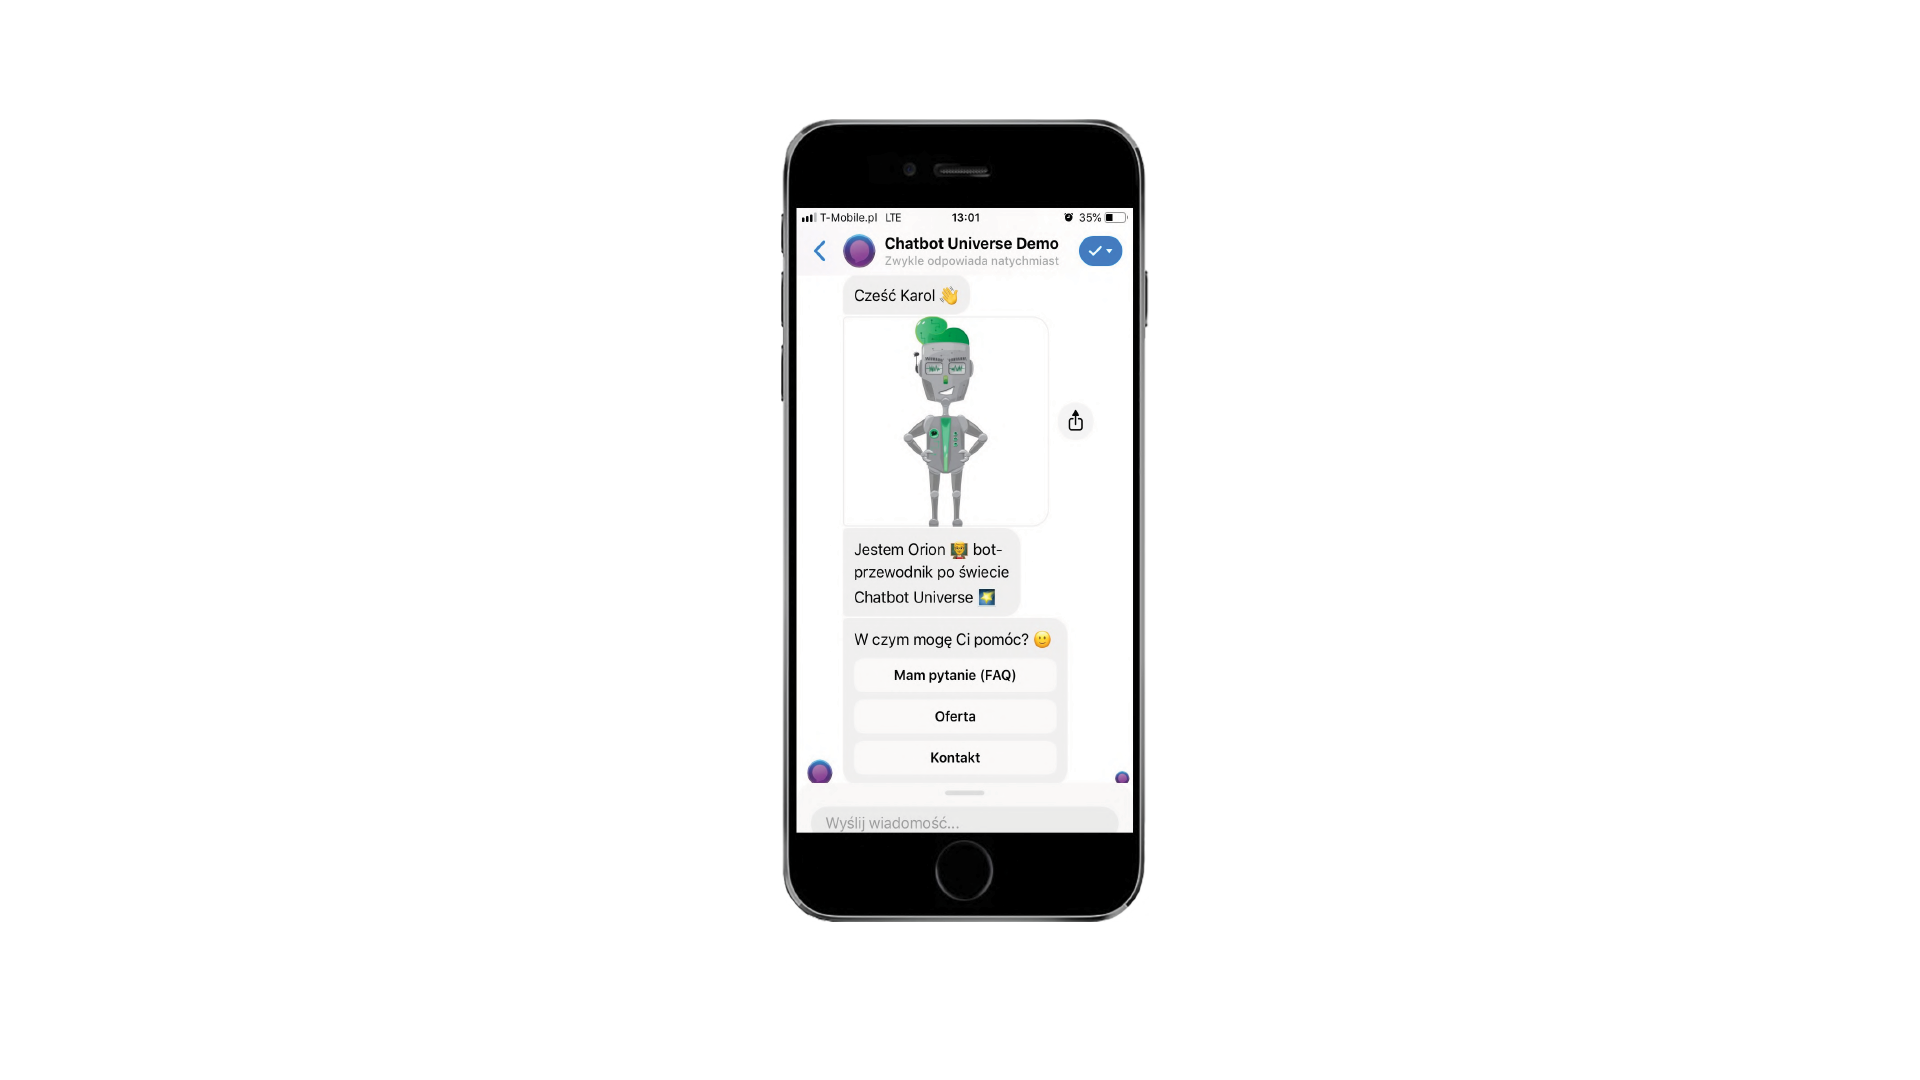 T-Mobile.pl LTE 13:01 35%
Chatbot Universe Demo
Zwykle odpowiada natychmiast
Cześć Karol 👋
Jestem Orion 👨‍🏫 bot-
przewodnik po świecie
Chatbot Universe 🌠
W czym mogę Ci pomóc? 🙂
Mam pytanie (FAQ)
Oferta
Kontakt
Wyślij wiadomość...